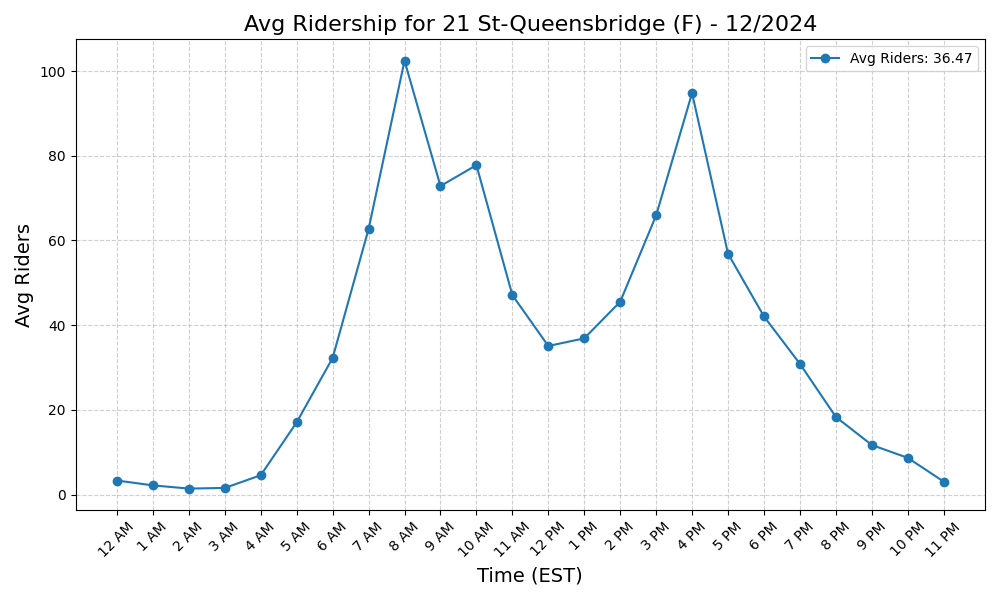 Avg Ridership for 21 St-Queensbridge (F) - 12/2024
Avg Riders: 36.47
Avg Riders
100
80
60
40
20
0
12 AM
1 AM
2 AM
3 AM
4 AM
5 AM
6 AM
7 AM
8 AM
9 AM
10 AM
11 AM
12 PM
1 PM
2 PM
3 PM
4 PM
5 PM
6 PM
7 PM
8 PM
9 PM
10 PM
11 PM
Time (EST)